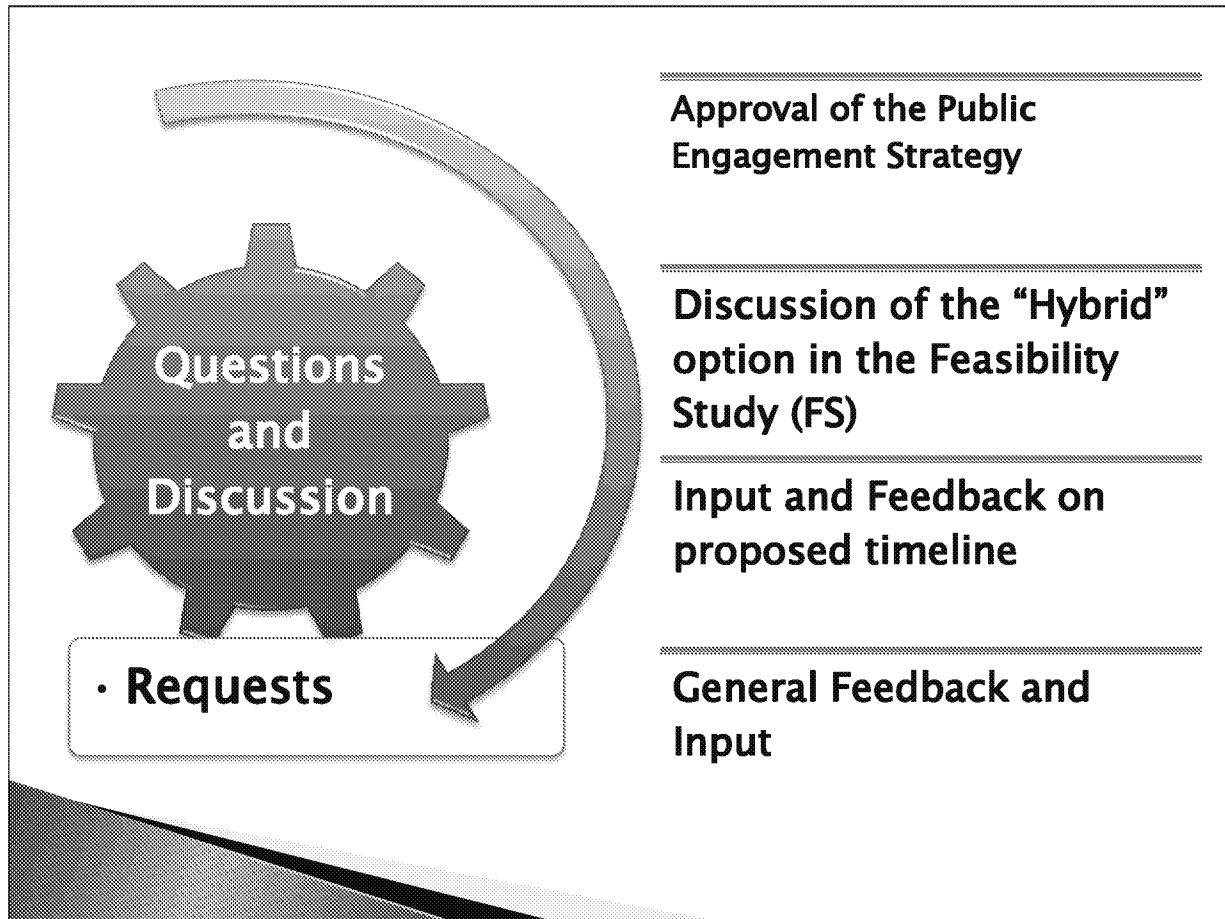 Questions
and
Discussion
· Requests
Approval of the Public
Engagement Strategy
Discussion of the “Hybrid”
option in the Feasibility
Study (FS)
Input and Feedback on
proposed timeline
General Feedback and
Input